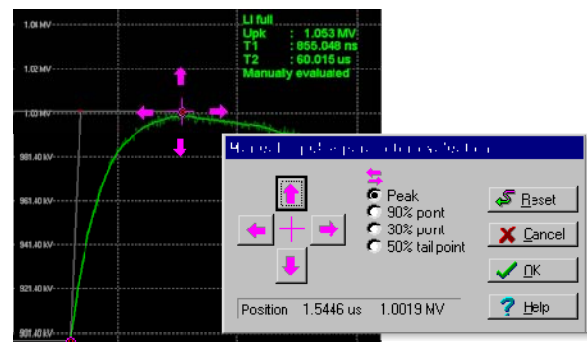 LI full
Upk : 1.053 MV
T1 : 855.048 ns
T2 : 60.015 us
Manually evaluated
1.04 MV
1.02 MV
1.00 MV
981.40 kV
961.40 kV
941.40 kV
921.40 kV
901.40 kV
Peak
90% point
30% point
50% tail point
Reset
Cancel
OK
Help
Position 1.5446 us 1.0019 MV